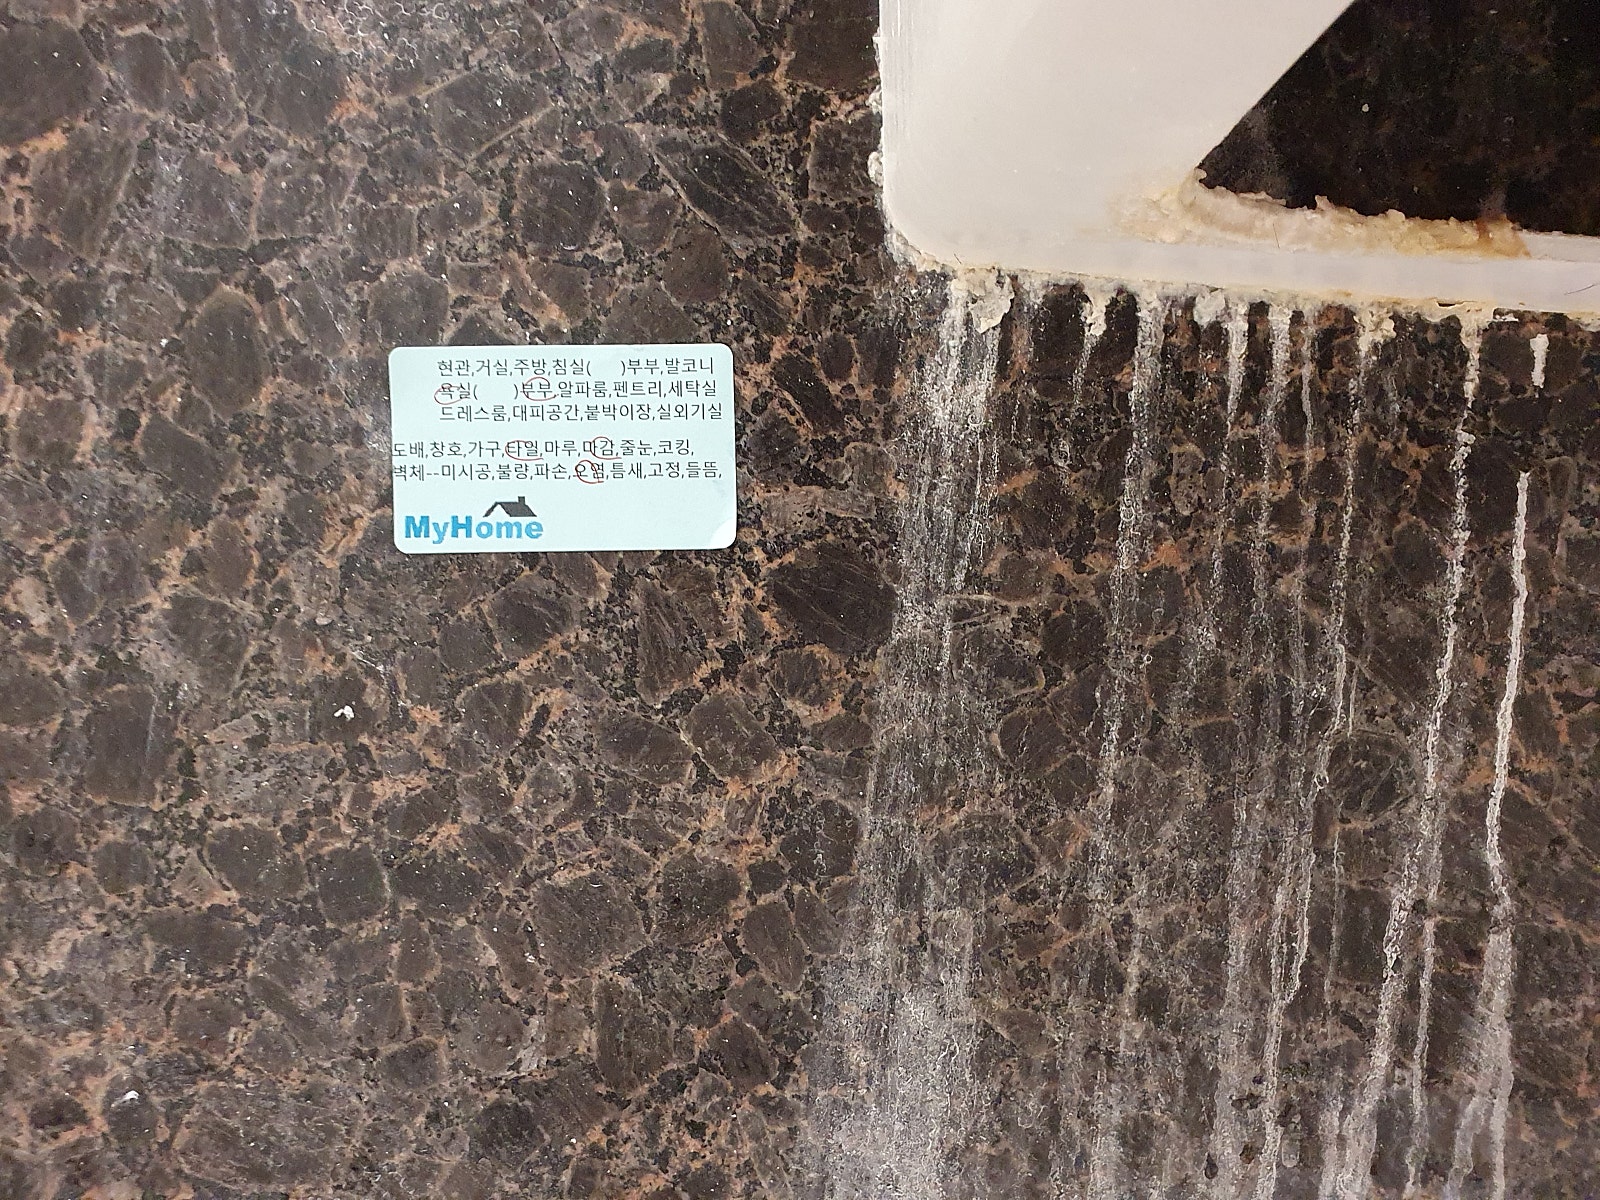 현관,거실,주방,침실( )부부,발코니
욕실( )부부,알파룸,펜트리,세탁실
드레스룸,대피공간,붙박이장,실외기실
도배,창호,가구,타일,마루,마감,줄눈,코킹,
벽체--미시공,불량,파손,오염,틈새,고정,들뜸,
MyHome